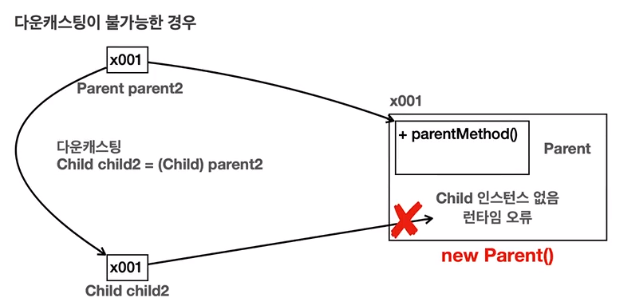 다운캐스팅이 불가능한 경우
x001
Parent parent2
x001
+ parentMethod()
Parent
다운캐스팅
Child child2 = (Child) parent2
Child 인스턴스 없음
런타임 오류
new Parent()
x001
Child child2